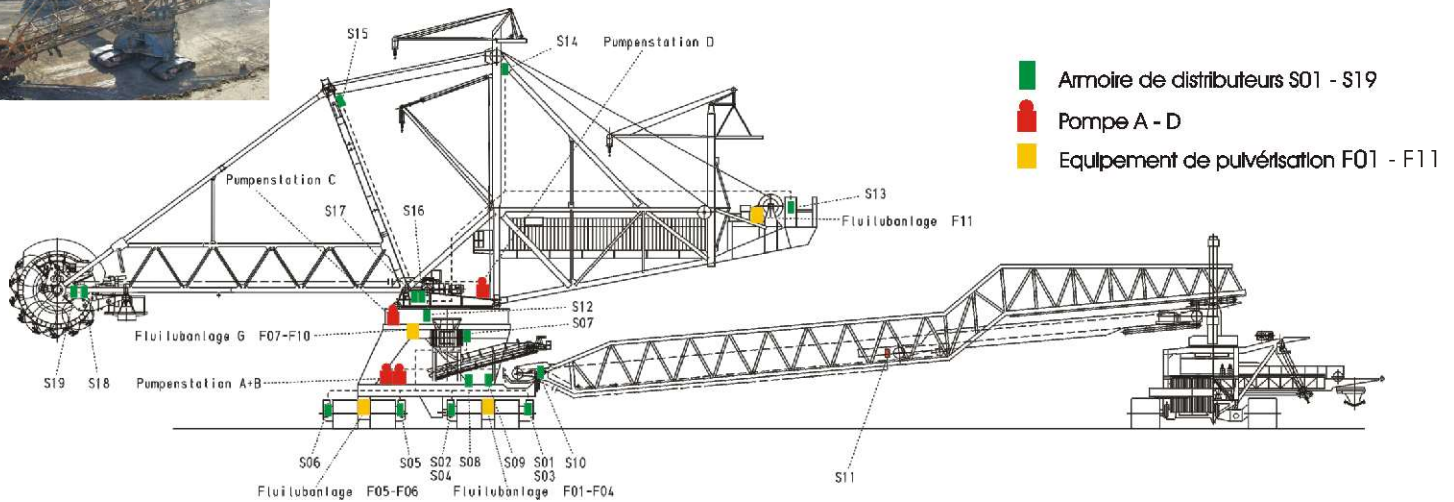 S15
S14
Pumpenstation D
Armoire de distributeurs S01 - S19
Pompe A - D
Equipement de pulvérisation F01 - F11
Pumpenstation C
S17
S16
S13
Fluilubanlage F11
S12
S07
Fluilubanlage G F07-F10
S19
S18
Pumpenstation A+B
S06
S05
S02
S04
S08
S09
S01
S03
S10
S11
Fluilubanlage F05-F06
Fluilubanlage F01-F04